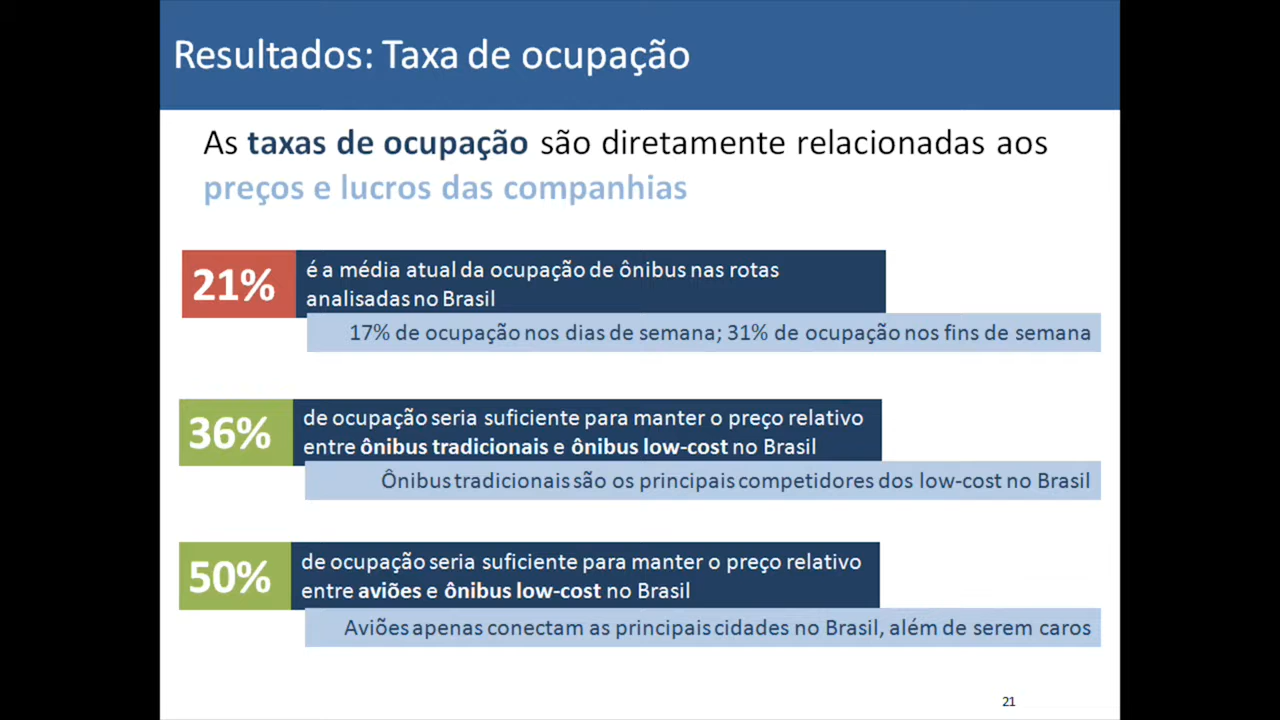 Resultados: Taxa de ocupação
As taxas de ocupação são diretamente relacionadas aos
preços e lucros das companhias
21%
é a média atual da ocupação de ônibus nas rotas
analisadas no Brasil
17% de ocupação nos dias de semana; 31% de ocupação nos fins de semana
36%
de ocupação seria suficiente para manter o preço relativo
entre ônibus tradicionais e ônibus low-cost no Brasil
Ônibus tradicionais são os principais competidores dos low-cost no Brasil
50%
de ocupação seria suficiente para manter o preço relativo
entre aviões e ônibus low-cost no Brasil
Aviões apenas conectam as principais cidades no Brasil, além de serem caros
21